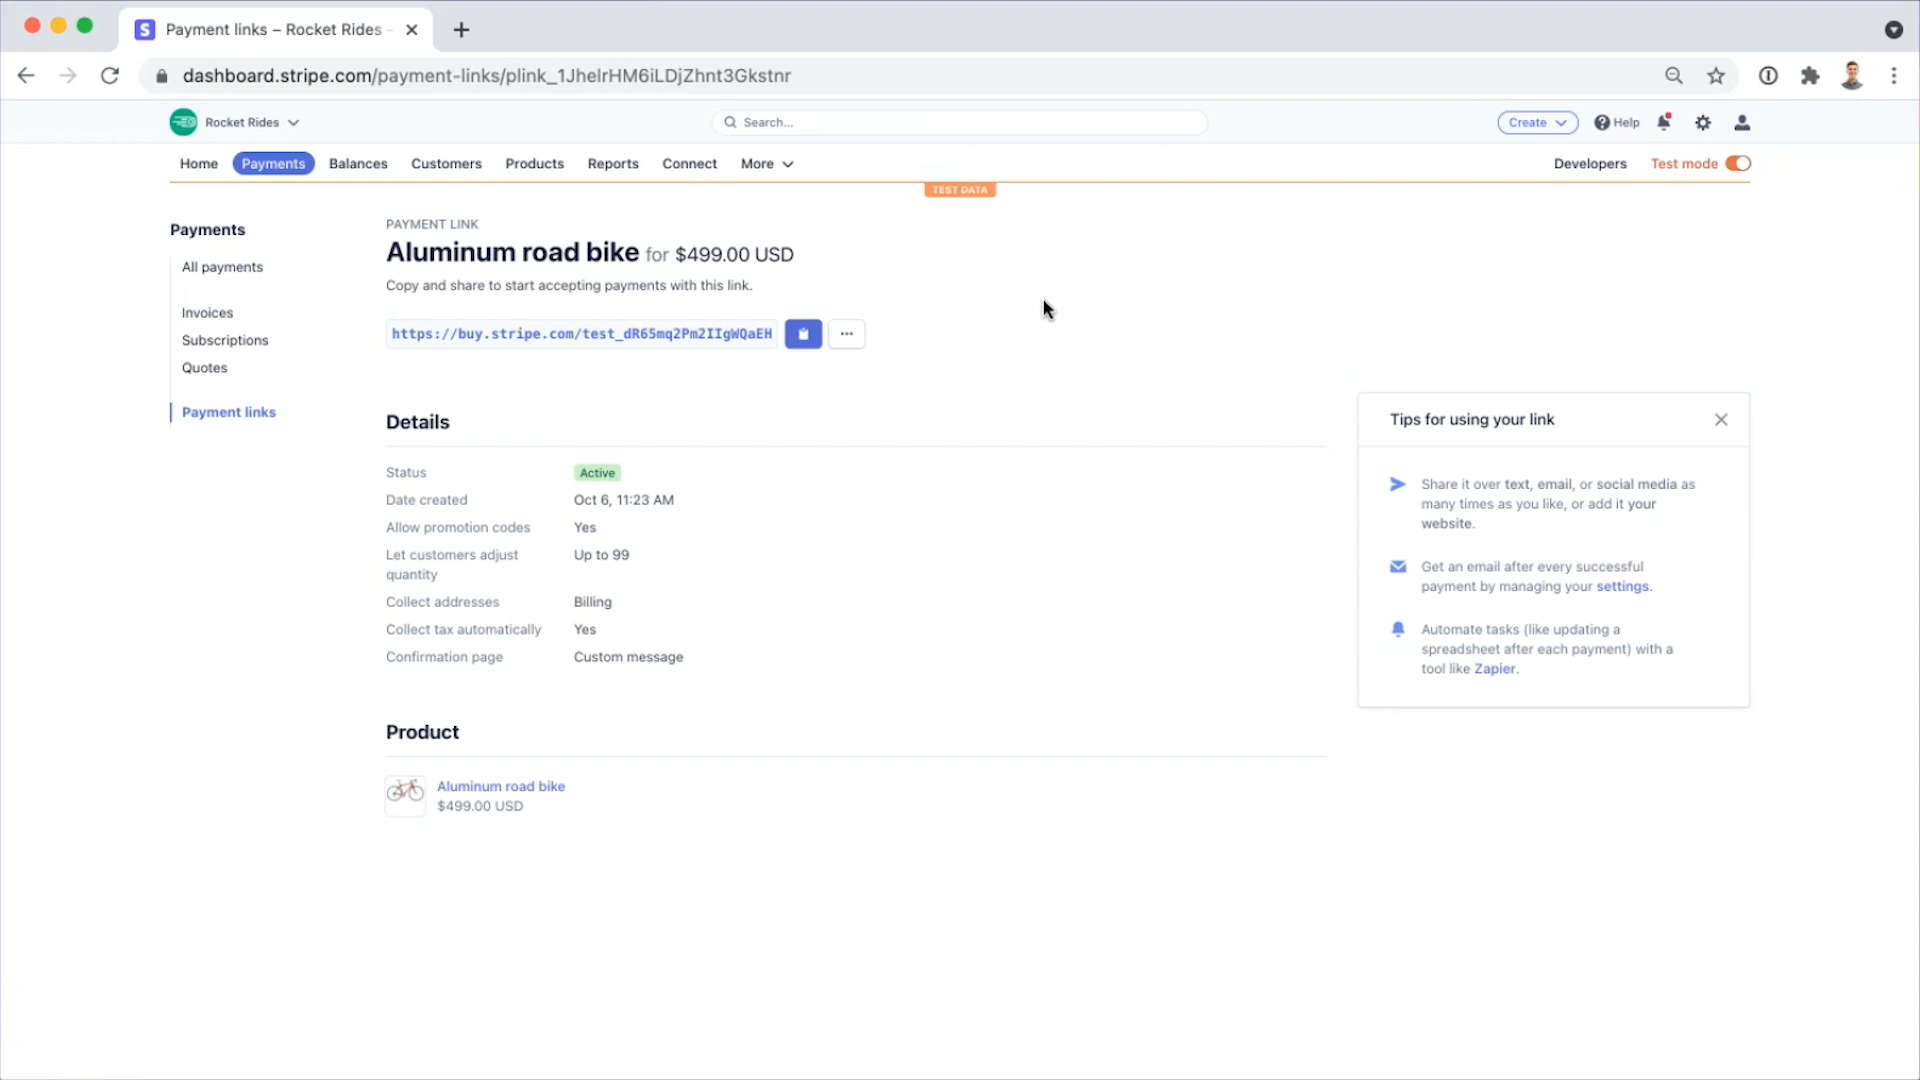 Payment links – Rocket Rides -
dashboard.stripe.com/payment-links/plink_1JhelrHM6iLDjZhnt3Gkstnr
Rocket Rides
Search...
Create
Help
Home
Payments
Balances
Customers
Products
Reports
Connect
More
Developers
Test mode
TEST DATA
Payments
All payments
Invoices
Subscriptions
Quotes
Payment links
PAYMENT LINK
Aluminum road bike for $499.00 USD
Copy and share to start accepting payments with this link.
https://buy.stripe.com/test_dR65mq2Pm2IIgWQaEH
Details
Status Active
Date created Oct 6, 11:23 AM
Allow promotion codes Yes
Let customers adjust Up to 99
quantity
Collect addresses Billing
Collect tax automatically Yes
Confirmation page Custom message
Product
Aluminum road bike
$499.00 USD
Tips for using your link
Share it over text, email, or social media as
many times as you like, or add it your
website.
Get an email after every successful
payment by managing your settings.
Automate tasks (like updating a
spreadsheet after each payment) with a
tool like Zapier.